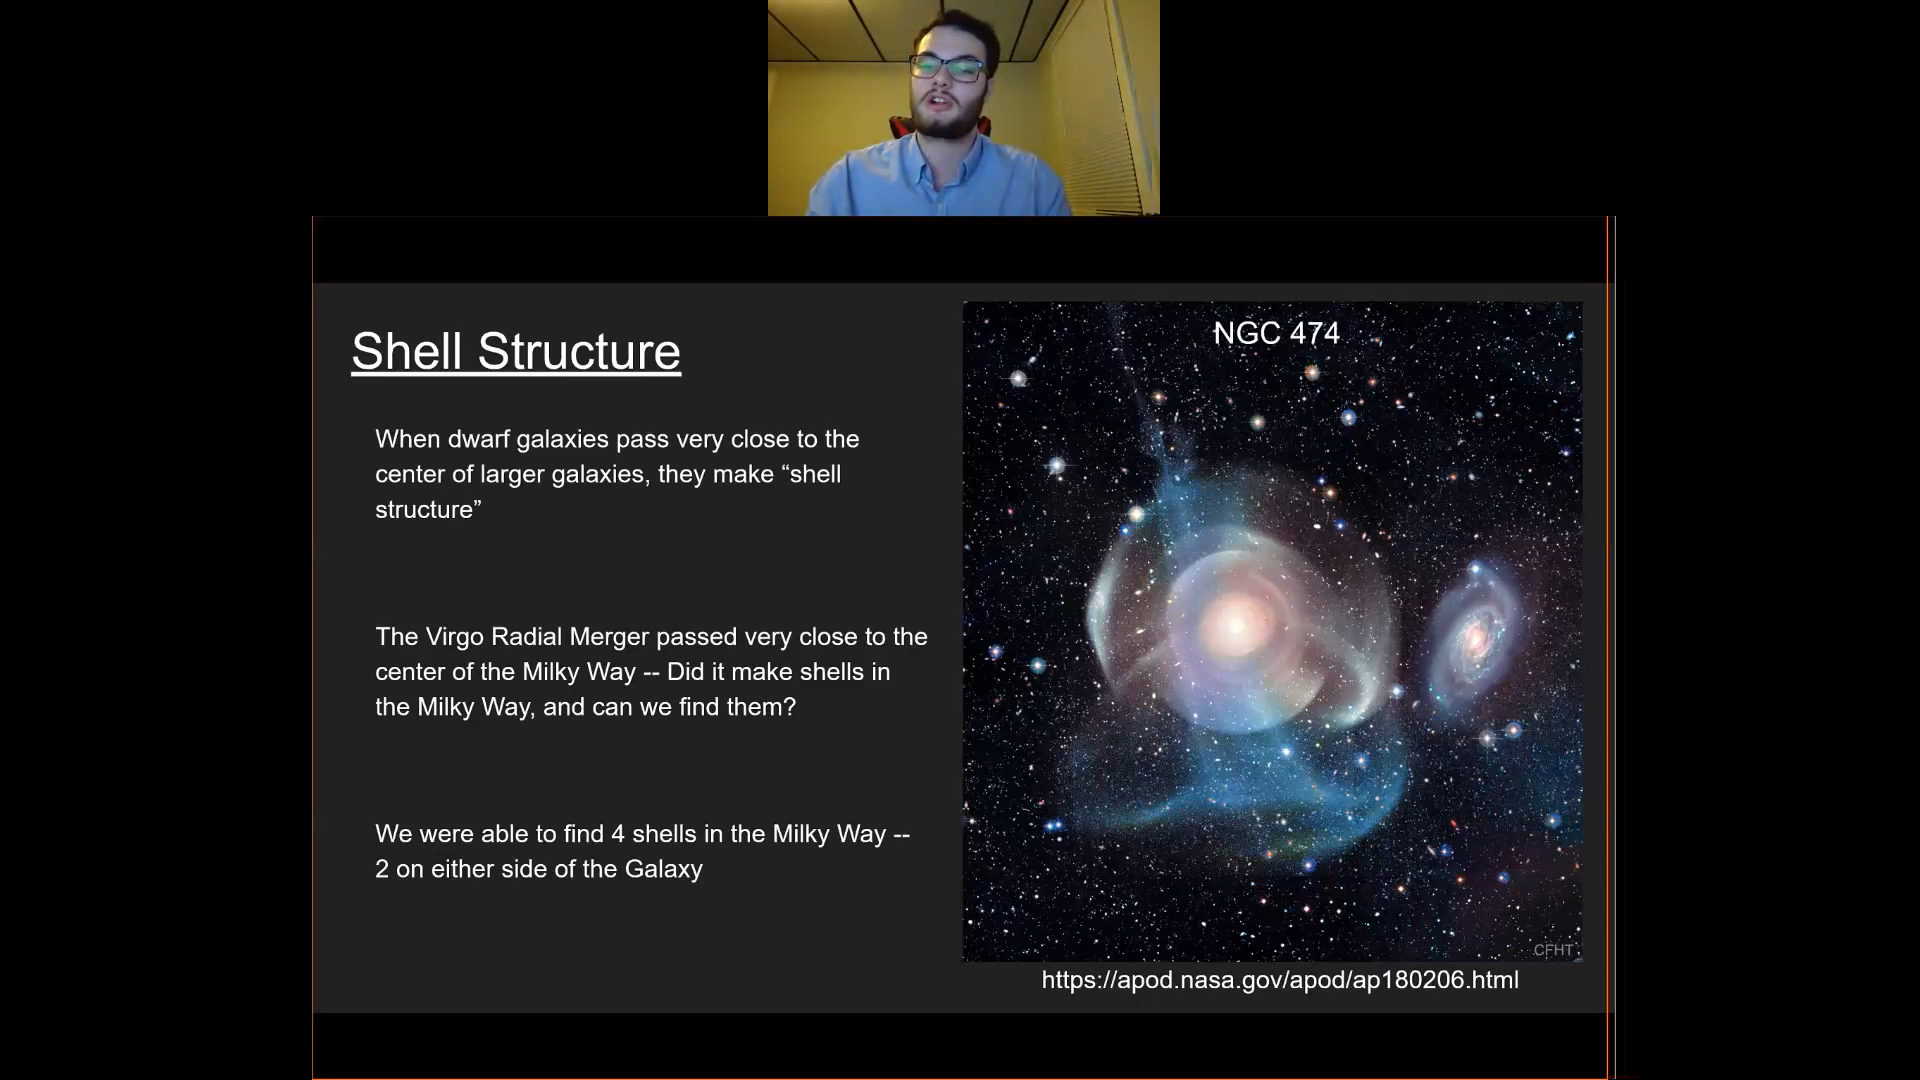 Shell Structure
When dwarf galaxies pass very close to the
center of larger galaxies, they make “shell
structure”
The Virgo Radial Merger passed very close to the
center of the Milky Way -- Did it make shells in
the Milky Way, and can we find them?
We were able to find 4 shells in the Milky Way --
2 on either side of the Galaxy
NGC 474
CFHT
https://apod.nasa.gov/apod/ap180206.html